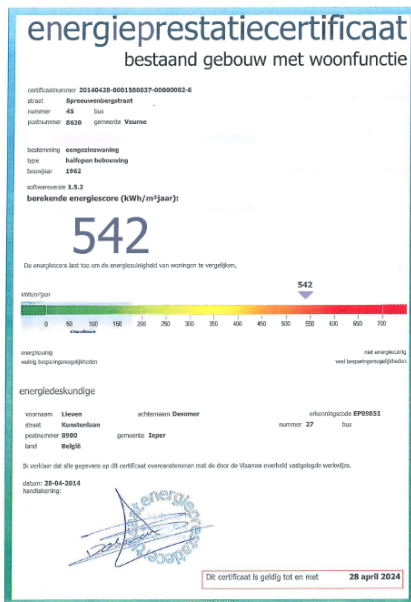 energieprestatiecertificaat
bestaand gebouw met woonfunctie
certificaatnummer 20140428-0001580837-00000002-6
straat Spreeuwenbergstraat
nummer 45 bus
postnummer 8630 gemeente Veurne
bestemming eengezinswoning
type halfopen bebouwing
bouwjaar 1962
softwareversie 1.5.2
berekende energiescore (kWh/m²jaar):
542
De energiescore laat toe om de energiezuinigheid van woningen te vergelijken.
542
kWh/m²jaar
0 50 100 150 200 250 300 350 400 450 500 550 600 650 700
energiezuinig niet energiezuinig
weinig besparingsmogelijkheden veel besparingsmogelijkheden
energiedeskundige
voornaam Lieven achternaam Desomer erkenningscode EP09851
straat Kunstenlaan nummer 27 bus
postnummer 8900 gemeente Ieper
land België
Ik verklaar dat alle gegevens op dit certificaat overeenstemmen met de door de Vlaamse overheid vastgelegde werkwijze.
datum: 28-04-2014
handtekening:
energieprestatiecertificaat
Dit certificaat is geldig tot en met 28 april 2024